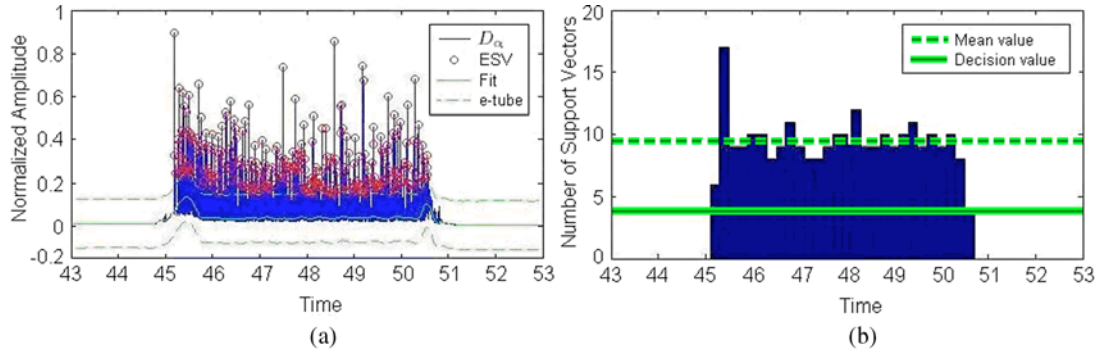 1
0.8
0.6
0.4
0.2
0
-0.2
Normalized Amplitude
43 44 45 46 47 48 49 50 51 52 53
Time
Dα
ESV
Fit
e-tube
(a)
20
15
10
5
0
Number of Support Vectors
43 44 45 46 47 48 49 50 51 52 53
Time
Mean value
Decision value
(b)